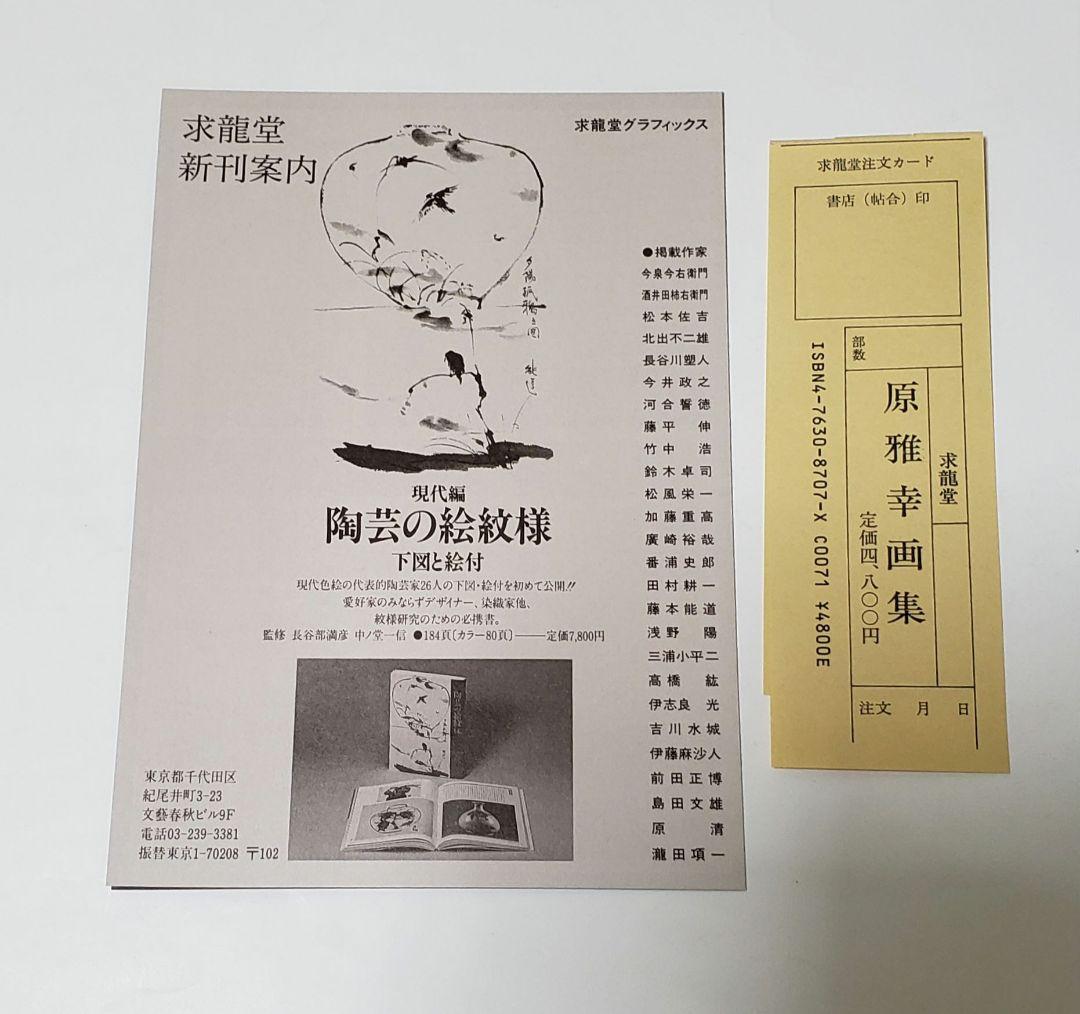 求龍堂
新刊案内
求龍堂グラフィックス
夕陽孤鴉之図
能道
現代編
陶芸の絵紋様
下図と絵付
現代色絵の代表的陶芸家26人の下図・絵付を初めて公開!!
愛好家のみならずデザイナー、染織家他、
紋様研究のための必携書。
監修 長谷部満彦 中ノ堂一信 ●184頁〔カラー80頁〕――定価7,800円
●掲載作家
今泉今右衛門
酒井田柿右衛門
松本佐吉
北出不二雄
長谷川塑人
今井政之
河合誓徳
藤平 伸
竹中 浩
鈴木卓司
松風栄一
加藤重高
廣崎裕哉
番浦史郎
田村耕一
藤本能道
浅野 陽
三浦小平二
高橋 紘
伊志良 光
吉川水城
伊藤麻沙人
前田正博
島田文雄
原 清
瀧田項一
東京都千代田区
紀尾井町3-23
文藝春秋ビル9F
電話03-239-3381
振替東京1-70208 〒102
求龍堂注文カード
書店（帖合）印
部数
求龍堂
原雅幸画集
定価四、八〇〇円
ISBN4-7630-8707-X C0071 ¥4800E
注文 月 日